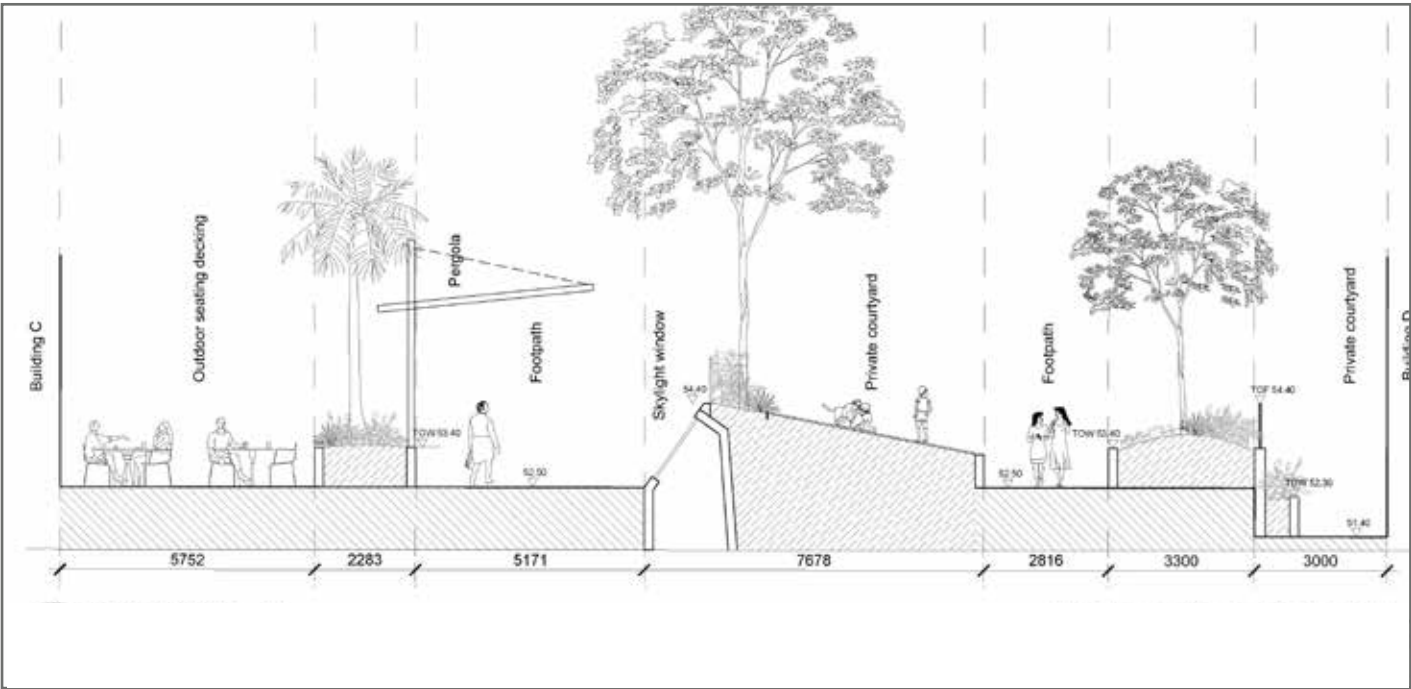 Building C
Outdoor seating decking
Pergola
Footpath
Skylight window
Private courtyard
Footpath
Private courtyard
Building D
TOW 53.40
52.50
54.40
52.50
TOW 53.40
TOF 54.40
TOW 52.30
51.40
5752
2283
5171
7678
2816
3300
3000